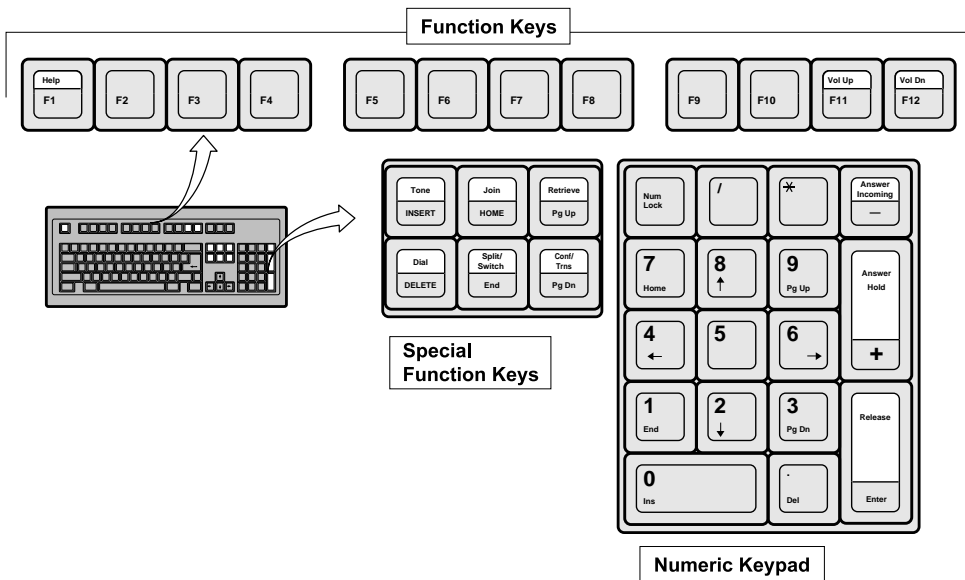 Function Keys
Help
F1
F2
F3
F4
F5
F6
F7
F8
F9
F10
Vol Up
F11
Vol Dn
F12
Tone
INSERT
Join
HOME
Retrieve
Pg Up
Dial
DELETE
Split/
Switch
End
Conf/
Trns
Pg Dn
Special
Function Keys
Num
Lock
/
*
Answer
Incoming
—
7
Home
8
↑
9
Pg Up
Answer
Hold
+
4
←
5
6
→
1
End
2
↓
3
Pg Dn
Release
Enter
0
Ins
.
Del
Numeric Keypad